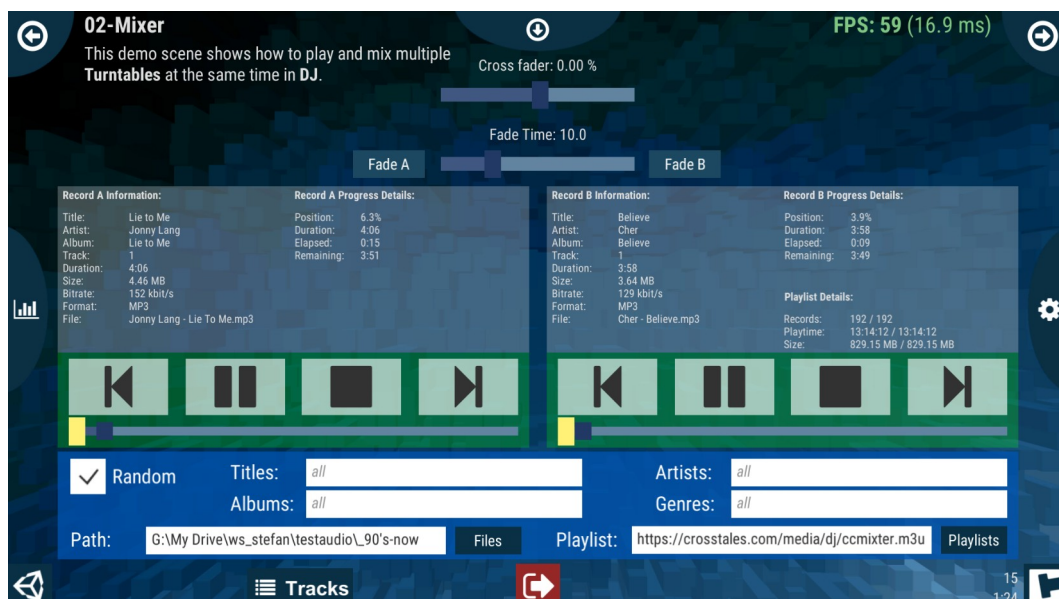 02-Mixer
This demo scene shows how to play and mix multiple
Turntables at the same time in DJ.
FPS: 59 (16.9 ms)
Cross fader: 0.00 %
Fade Time: 10.0
Fade A
Fade B
Record A Information:
Title: Lie to Me
Artist: Jonny Lang
Album: Lie to Me
Track: 1
Duration: 4:06
Size: 4.46 MB
Bitrate: 152 kbit/s
Format: MP3
File: Jonny Lang - Lie To Me.mp3
Record A Progress Details:
Position: 6.3%
Duration: 4:06
Elapsed: 0:15
Remaining: 3:51
Record B Information:
Title: Believe
Artist: Cher
Album: Believe
Track: 1
Duration: 3:58
Size: 3.64 MB
Bitrate: 129 kbit/s
Format: MP3
File: Cher - Believe.mp3
Record B Progress Details:
Position: 3.9%
Duration: 3:58
Elapsed: 0:09
Remaining: 3:49
Playlist Details:
Records: 192 / 192
Playtime: 13:14:12 / 13:14:12
Size: 829.15 MB / 829.15 MB
Random
Titles: all
Artists: all
Albums: all
Genres: all
Path: G:\My Drive\ws_stefan\testaudio\_90's-now Files
Playlist: https://crosstales.com/media/dj/ccmixter.m3u Playlists
Tracks
15
1:24